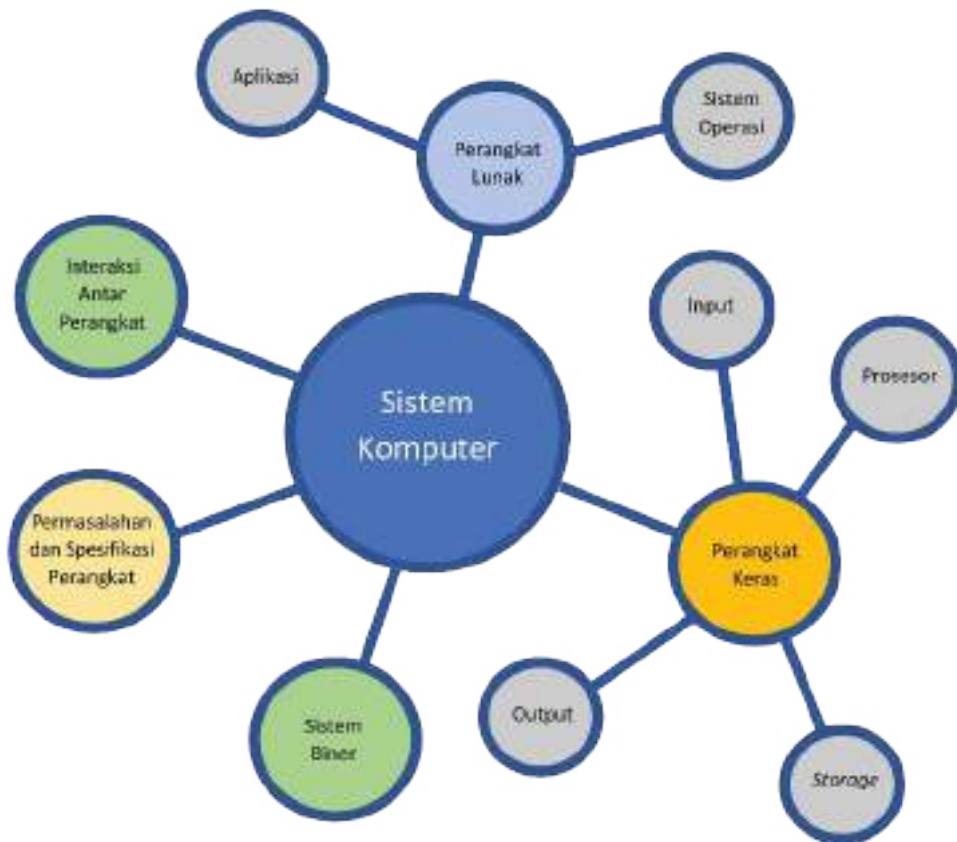 Aplikasi
Perangkat
Lunak
Sistem
Operasi
Interaksi
Antar
Perangkat
Input
Prosesor
Sistem
Komputer
Permasalahan
dan Spesifikasi
Perangkat
Perangkat
Keras
Sistem
Biner
Output
Storage